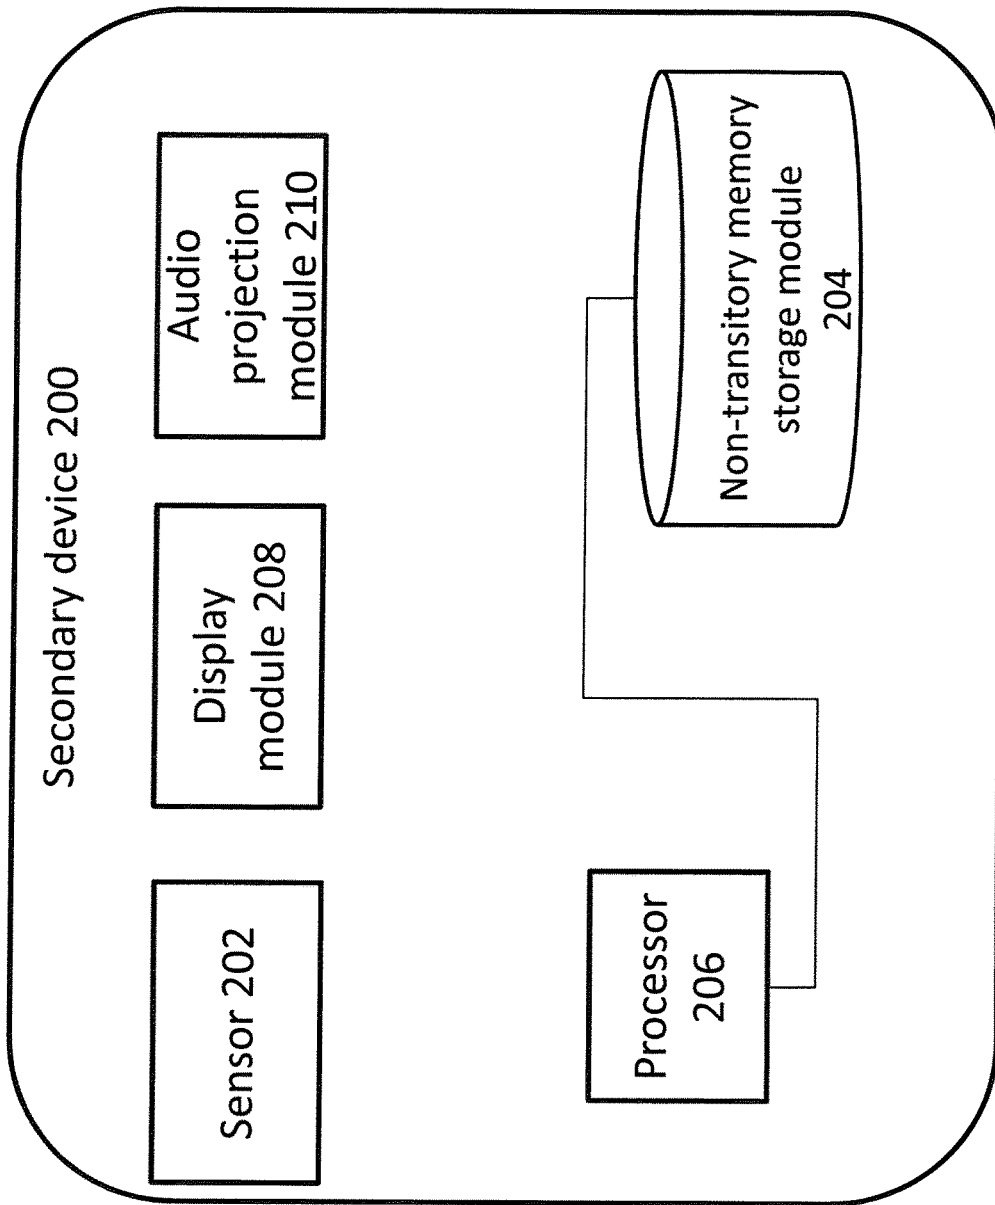 Secondary device 200
Sensor 202
Display
module 208
Audio
projection
module 210
Processor
206
Non-transitory memory
storage module
204